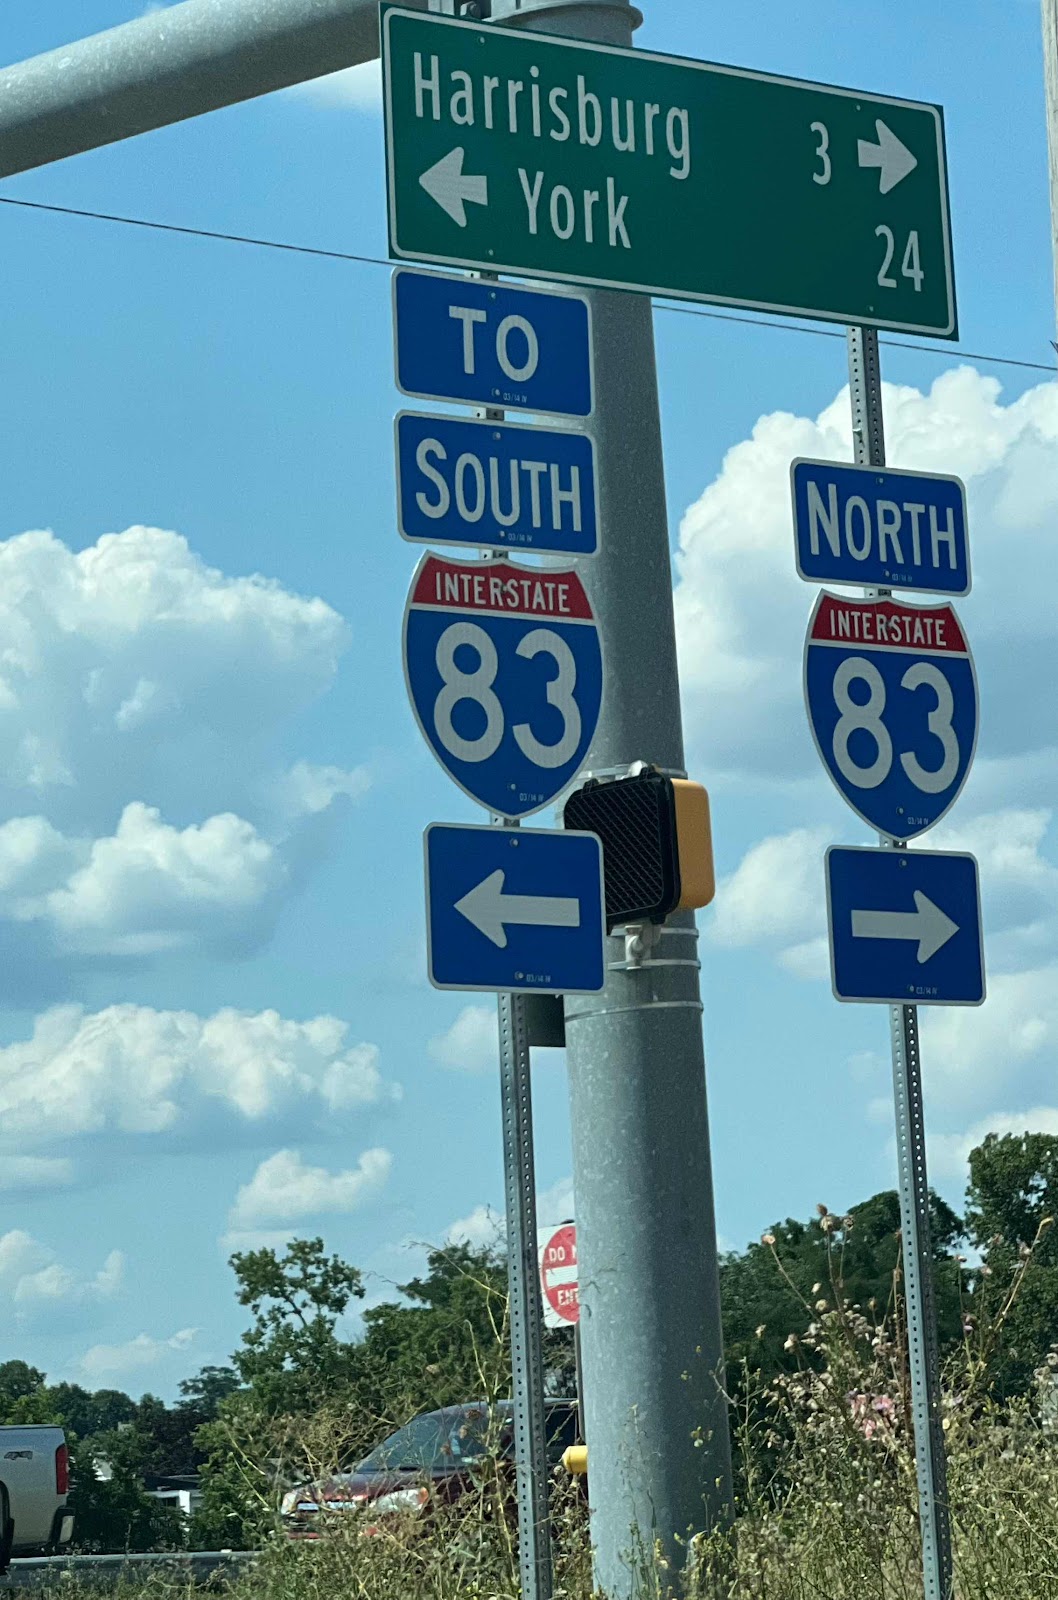 Harrisburg 3
York 24
TO
SOUTH
INTERSTATE
83
NORTH
INTERSTATE
83
DO